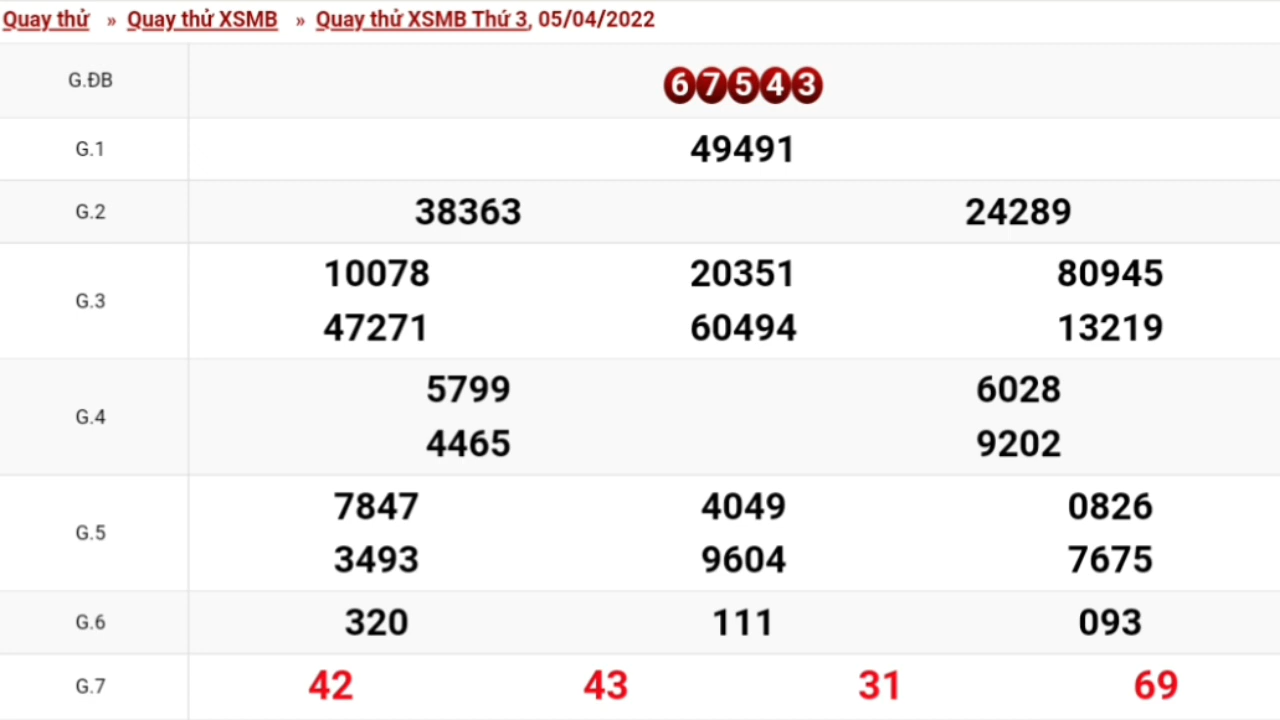 Quay thử » Quay thử XSMB » Quay thử XSMB Thứ 3, 05/04/2022
G.ĐB 67543
G.1 49491
G.2 38363 24289
G.3 10078 20351 80945
47271 60494 13219
G.4 5799 6028
4465 9202
G.5 7847 4049 0826
3493 9604 7675
G.6 320 111 093
G.7 42 43 31 69